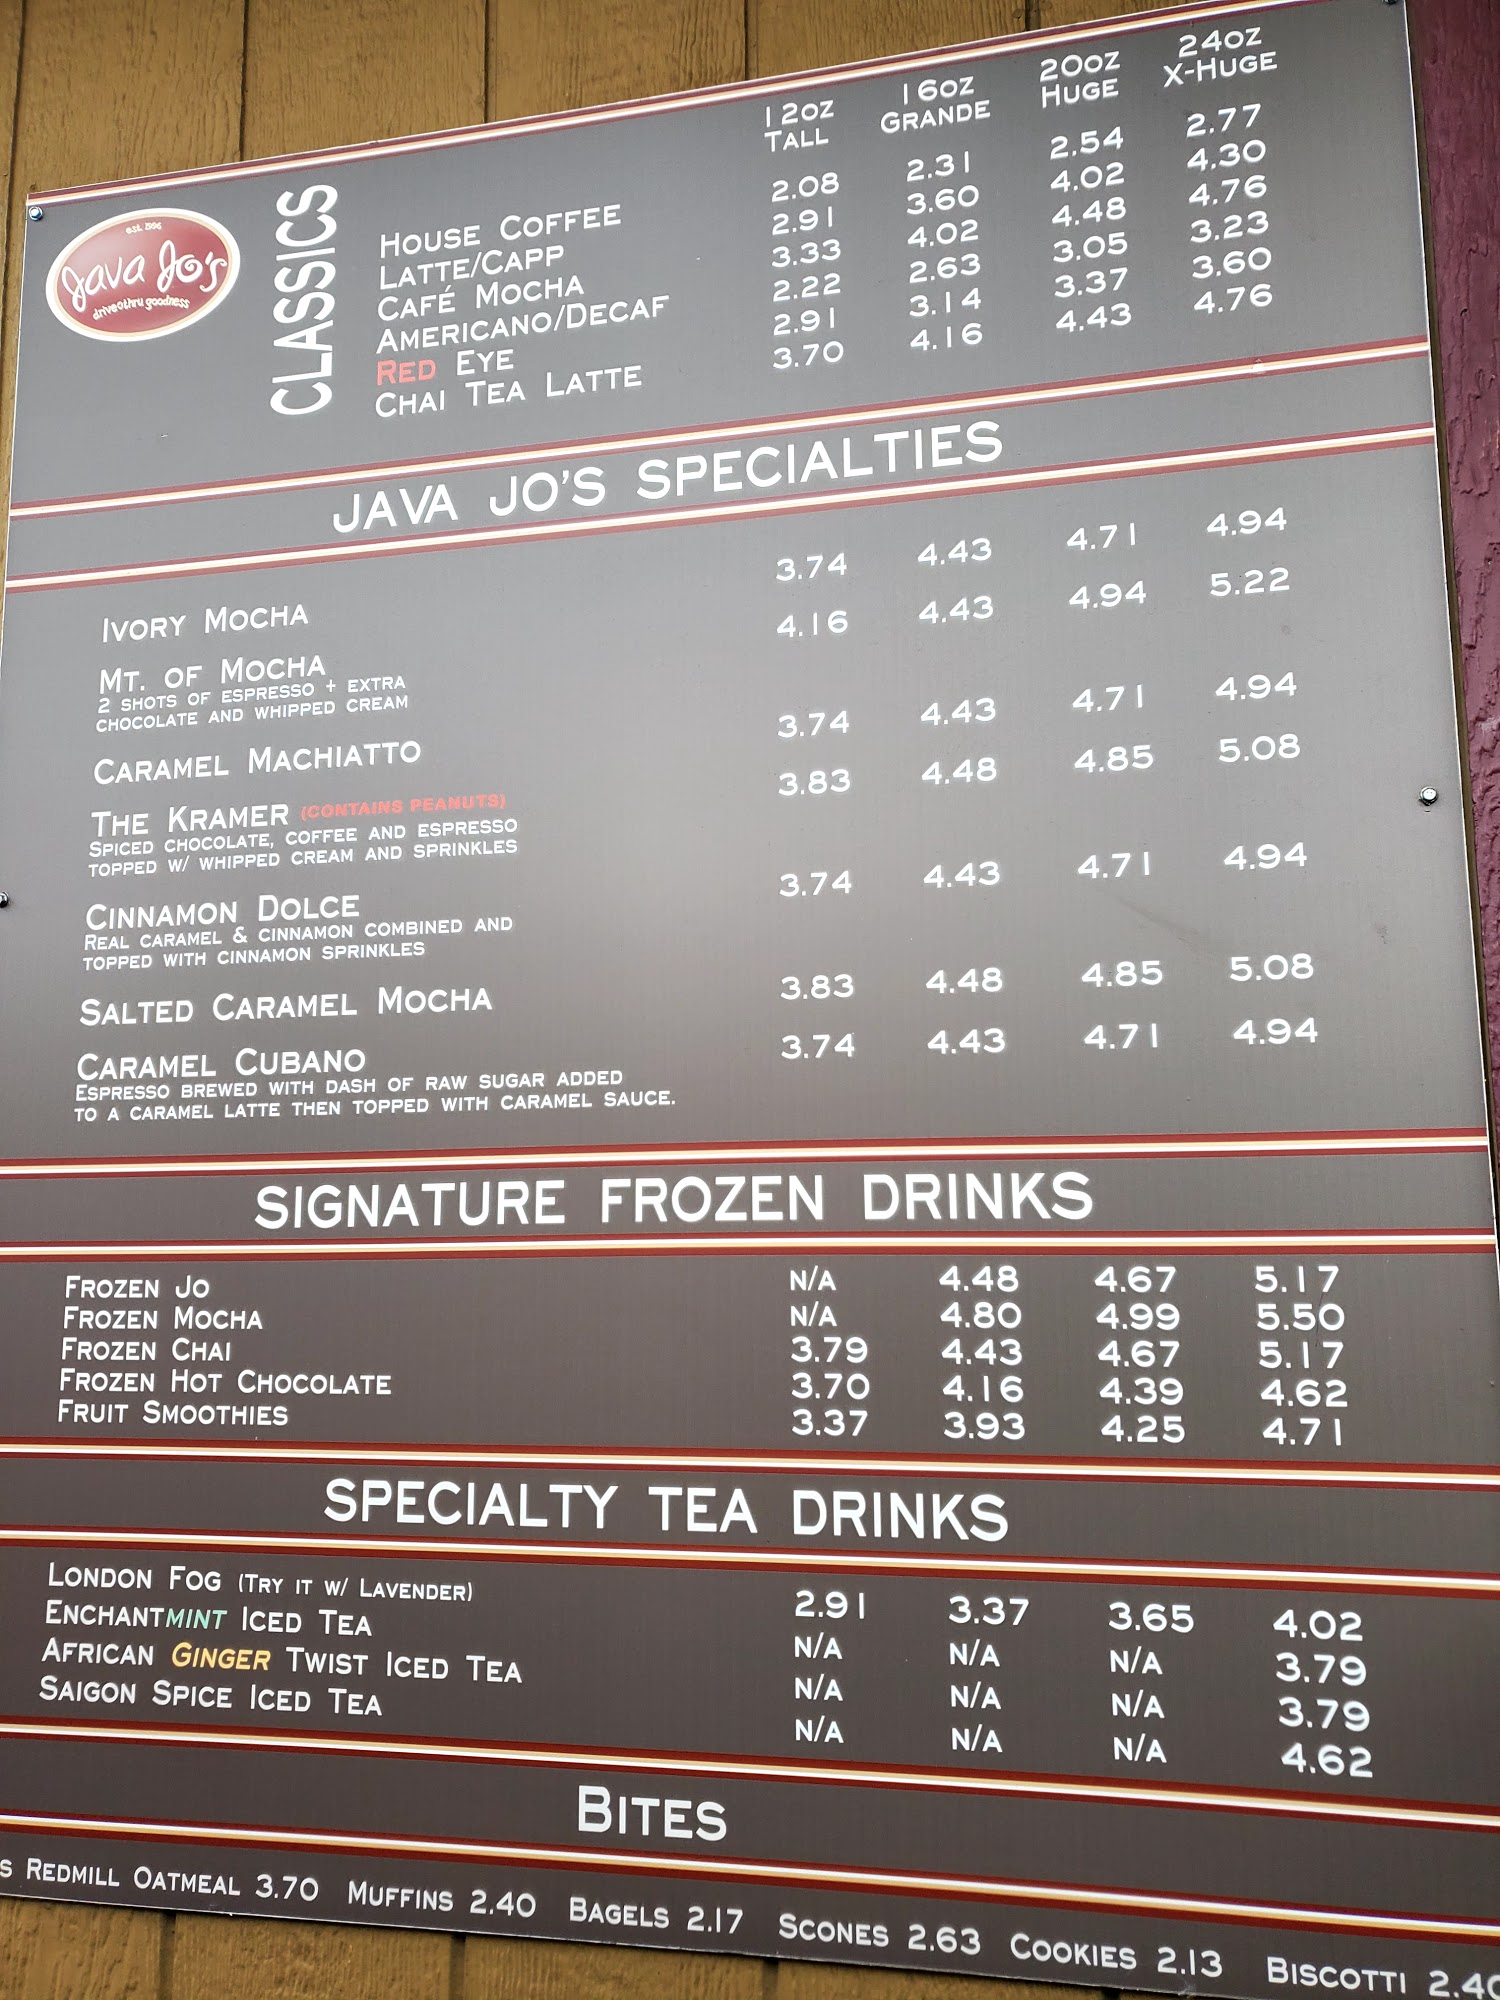 12oz 16oz 20oz 24oz
TALL GRANDE HUGE X-HUGE
est. 1996
Java Jo's
drive thru goodness
CLASSICS
HOUSE COFFEE 2.08 2.31 2.54 2.77
LATTE/CAPP 2.91 3.60 4.02 4.30
CAFÉ MOCHA 3.33 4.02 4.48 4.76
AMERICANO/DECAF 2.22 2.63 3.05 3.23
RED EYE 2.91 3.14 3.37 3.60
CHAI TEA LATTE 3.70 4.16 4.43 4.76
JAVA JO'S SPECIALTIES
IVORY MOCHA 3.74 4.43 4.71 4.94
MT. OF MOCHA 4.16 4.43 4.94 5.22
2 SHOTS OF ESPRESSO + EXTRA
CHOCOLATE AND WHIPPED CREAM
CARAMEL MACHIATTO 3.74 4.43 4.71 4.94
THE KRAMER (CONTAINS PEANUTS) 3.83 4.48 4.85 5.08
SPICED CHOCOLATE, COFFEE AND ESPRESSO
TOPPED W/ WHIPPED CREAM AND SPRINKLES
CINNAMON DOLCE 3.74 4.43 4.71 4.94
REAL CARAMEL & CINNAMON COMBINED AND
TOPPED WITH CINNAMON SPRINKLES
SALTED CARAMEL MOCHA 3.83 4.48 4.85 5.08
CARAMEL CUBANO 3.74 4.43 4.71 4.94
ESPRESSO BREWED WITH DASH OF RAW SUGAR ADDED
TO A CARAMEL LATTE THEN TOPPED WITH CARAMEL SAUCE.
SIGNATURE FROZEN DRINKS
FROZEN JO N/A 4.48 4.67 5.17
FROZEN MOCHA N/A 4.80 4.99 5.50
FROZEN CHAI 3.79 4.43 4.67 5.17
FROZEN HOT CHOCOLATE 3.70 4.16 4.39 4.62
FRUIT SMOOTHIES 3.37 3.93 4.25 4.71
SPECIALTY TEA DRINKS
LONDON FOG (TRY IT W/ LAVENDER) 2.91 3.37 3.65 4.02
ENCHANTMINT ICED TEA N/A N/A N/A 3.79
AFRICAN GINGER TWIST ICED TEA N/A N/A N/A 3.79
SAIGON SPICE ICED TEA N/A N/A N/A 4.62
BITES
S REDMILL OATMEAL 3.70 MUFFINS 2.40 BAGELS 2.17 SCONES 2.63 COOKIES 2.13 BISCOTTI 2.40